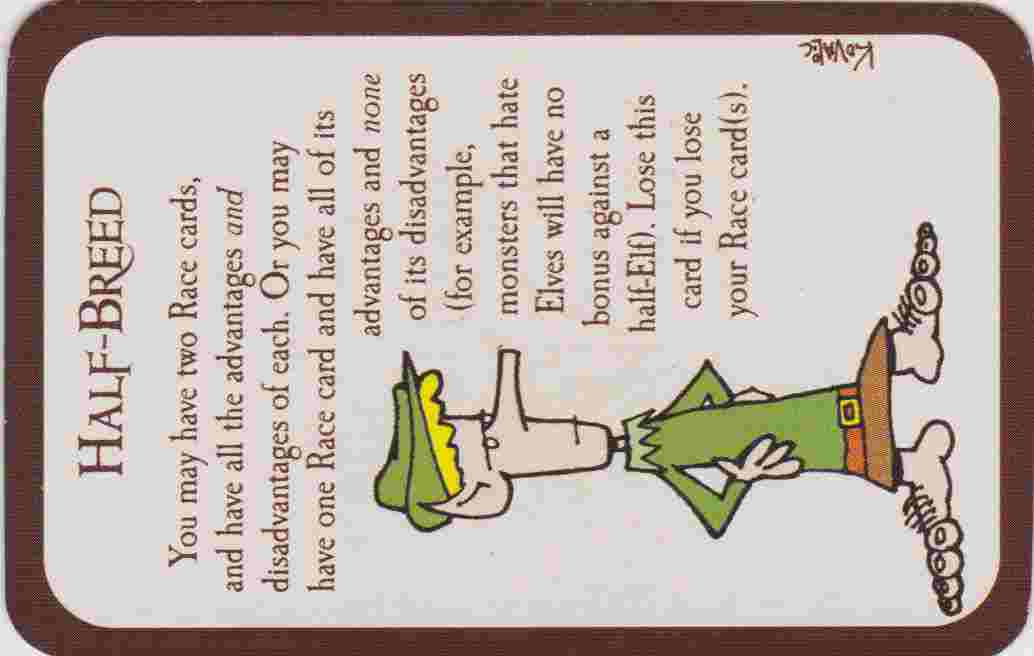 HALF-BREED
You may have two Race cards,
and have all the advantages and
disadvantages of each. Or you may
have one Race card and have all of its
advantages and none
of its disadvantages
(for example,
monsters that hate
Elves will have no
bonus against a
half-Elf). Lose this
card if you lose
your Race card(s).
KOVALIC